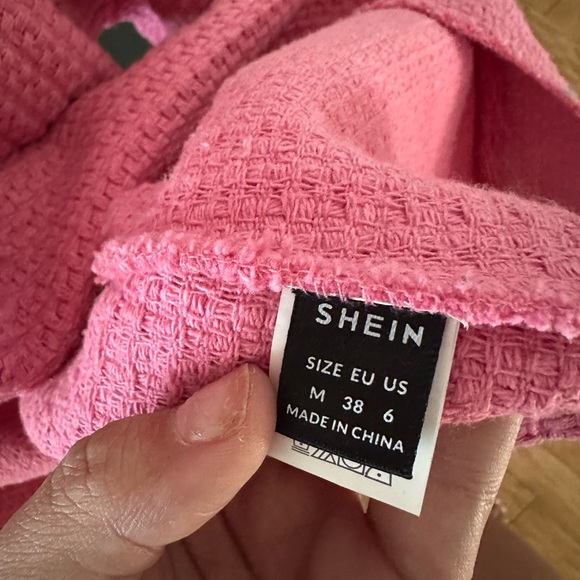 SHEIN
SIZE EU US
M 38 6
MADE IN CHINA